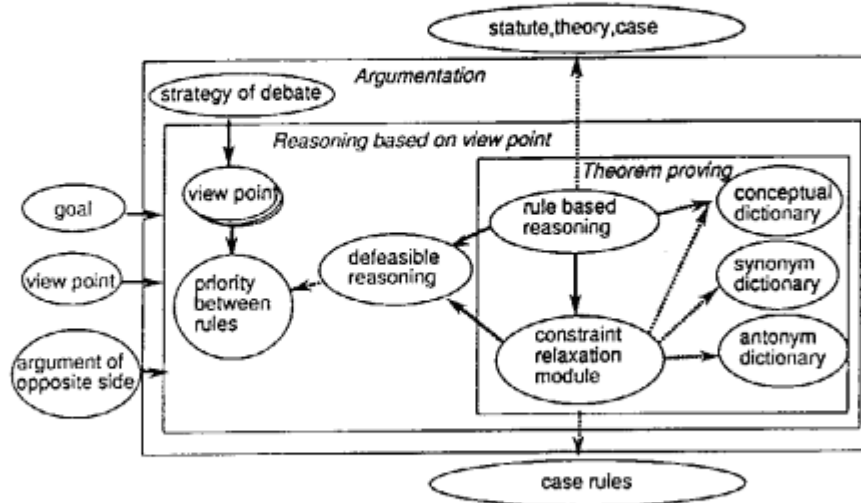 statute,theory,case
Argumentation
strategy of debate
Reasoning based on view point
Theorem proving
view point
goal
rule based
reasoning
conceptual
dictionary
defeasible
reasoning
synonym
dictionary
view point
priority
between
rules
constraint
relaxation
module
antonym
dictionary
argument of
opposite side
case rules